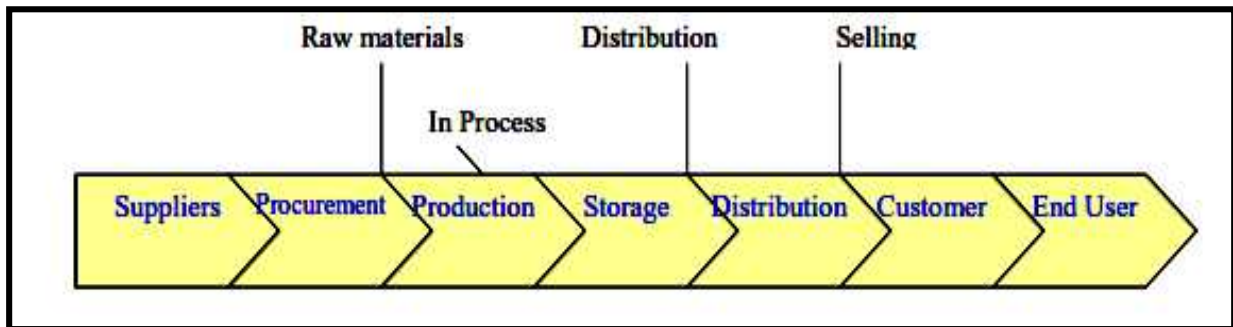 Raw materials Distribution Selling
In Process
Suppliers Procurement Production Storage Distribution Customer End User